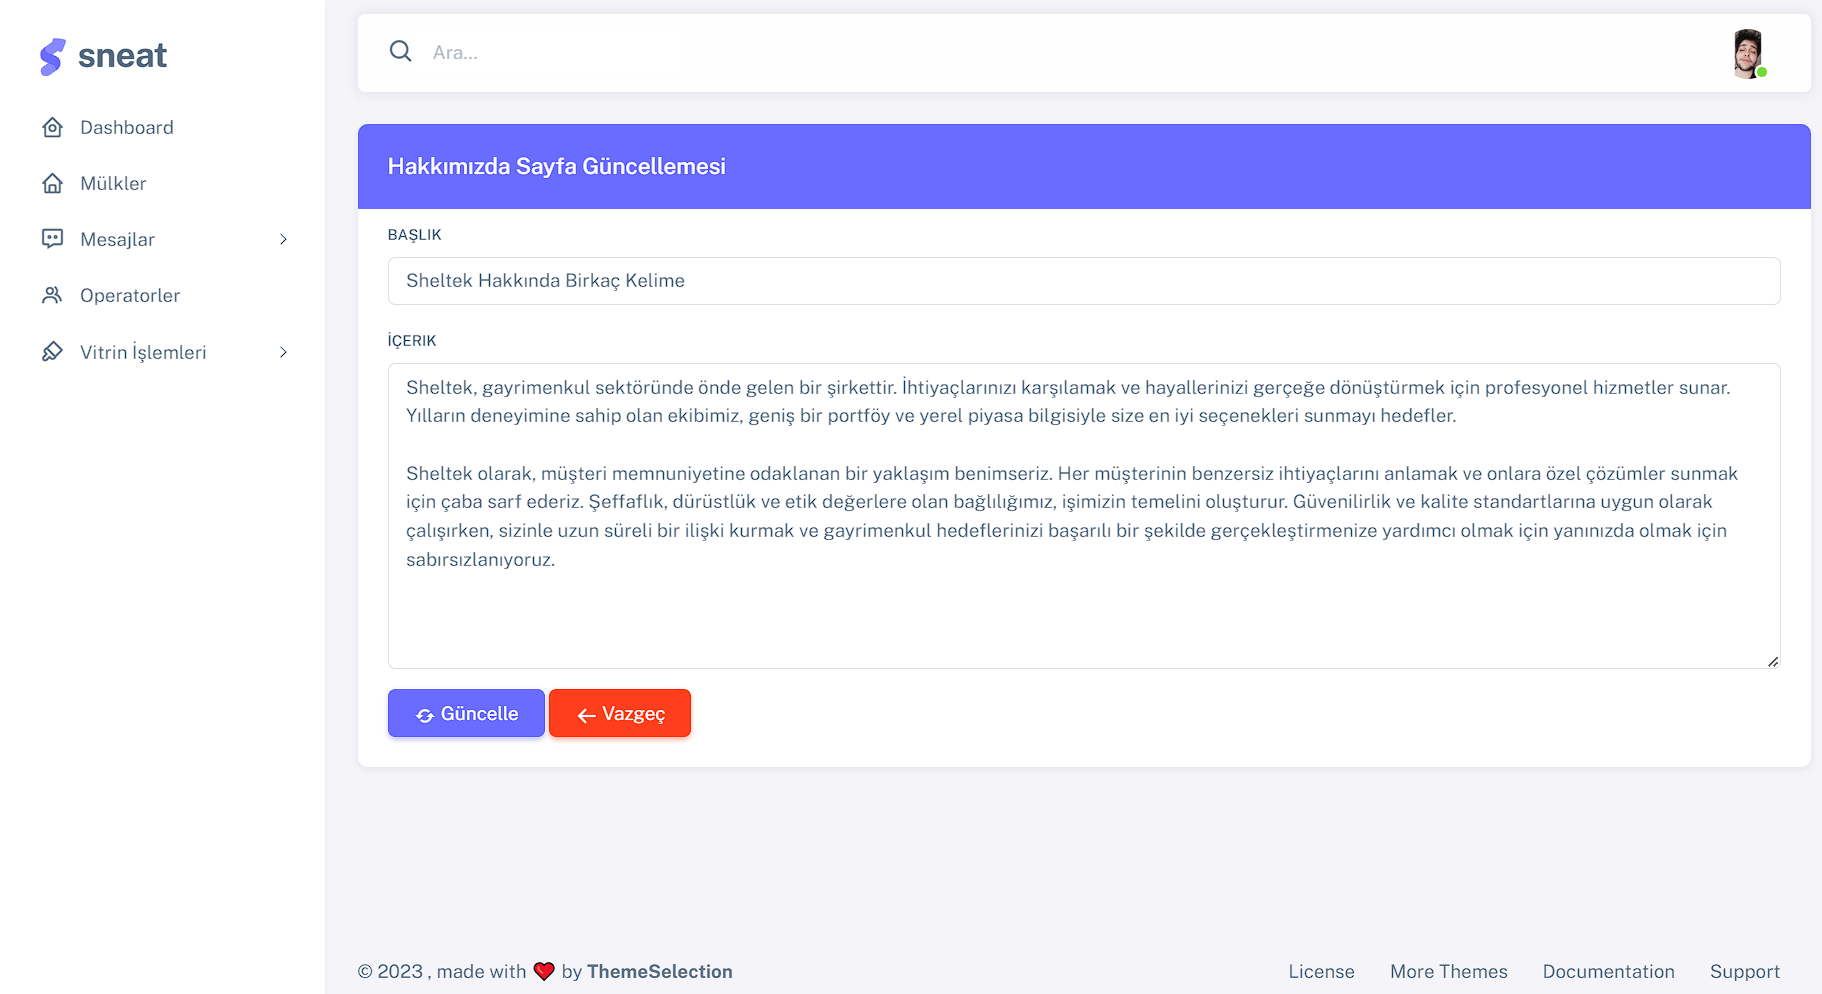 sneat
Dashboard
Mülkler
Mesajlar
Operatorler
Vitrin İşlemleri
Ara...
Hakkımızda Sayfa Güncellemesi
BAŞLIK
Sheltek Hakkında Birkaç Kelime
İÇERIK
Sheltek, gayrimenkul sektöründe önde gelen bir şirkettir. İhtiyaçlarınızı karşılamak ve hayallerinizi gerçeğe dönüştürmek için profesyonel hizmetler sunar.
Yılların deneyimine sahip olan ekibimiz, geniş bir portföy ve yerel piyasa bilgisiyle size en iyi seçenekleri sunmayı hedefler.
Sheltek olarak, müşteri memnuniyetine odaklanan bir yaklaşım benimseriz. Her müşterinin benzersiz ihtiyaçlarını anlamak ve onlara özel çözümler sunmak
için çaba sarf ederiz. Şeffaflık, dürüstlük ve etik değerlere olan bağlılığımız, işimizin temelini oluşturur. Güvenilirlik ve kalite standartlarına uygun olarak
çalışırken, sizinle uzun süreli bir ilişki kurmak ve gayrimenkul hedeflerinizi başarılı bir şekilde gerçekleştirmenize yardımcı olmak için yanınızda olmak için
sabırsızlanıyoruz.
Güncelle
Vazgeç
© 2023 , made with ❤️ by ThemeSelection
License
More Themes
Documentation
Support